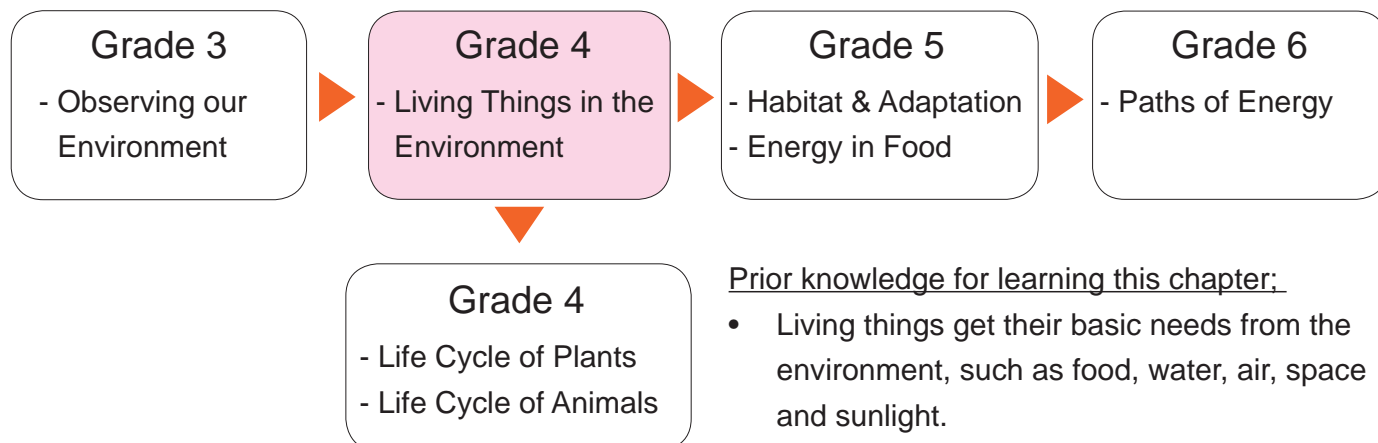 Grade 3
- Observing our
Environment
Grade 4
- Living Things in the
Environment
Grade 5
- Habitat & Adaptation
- Energy in Food
Grade 6
- Paths of Energy
Grade 4
- Life Cycle of Plants
- Life Cycle of Animals
Prior knowledge for learning this chapter;
• Living things get their basic needs from the
environment, such as food, water, air, space
and sunlight.